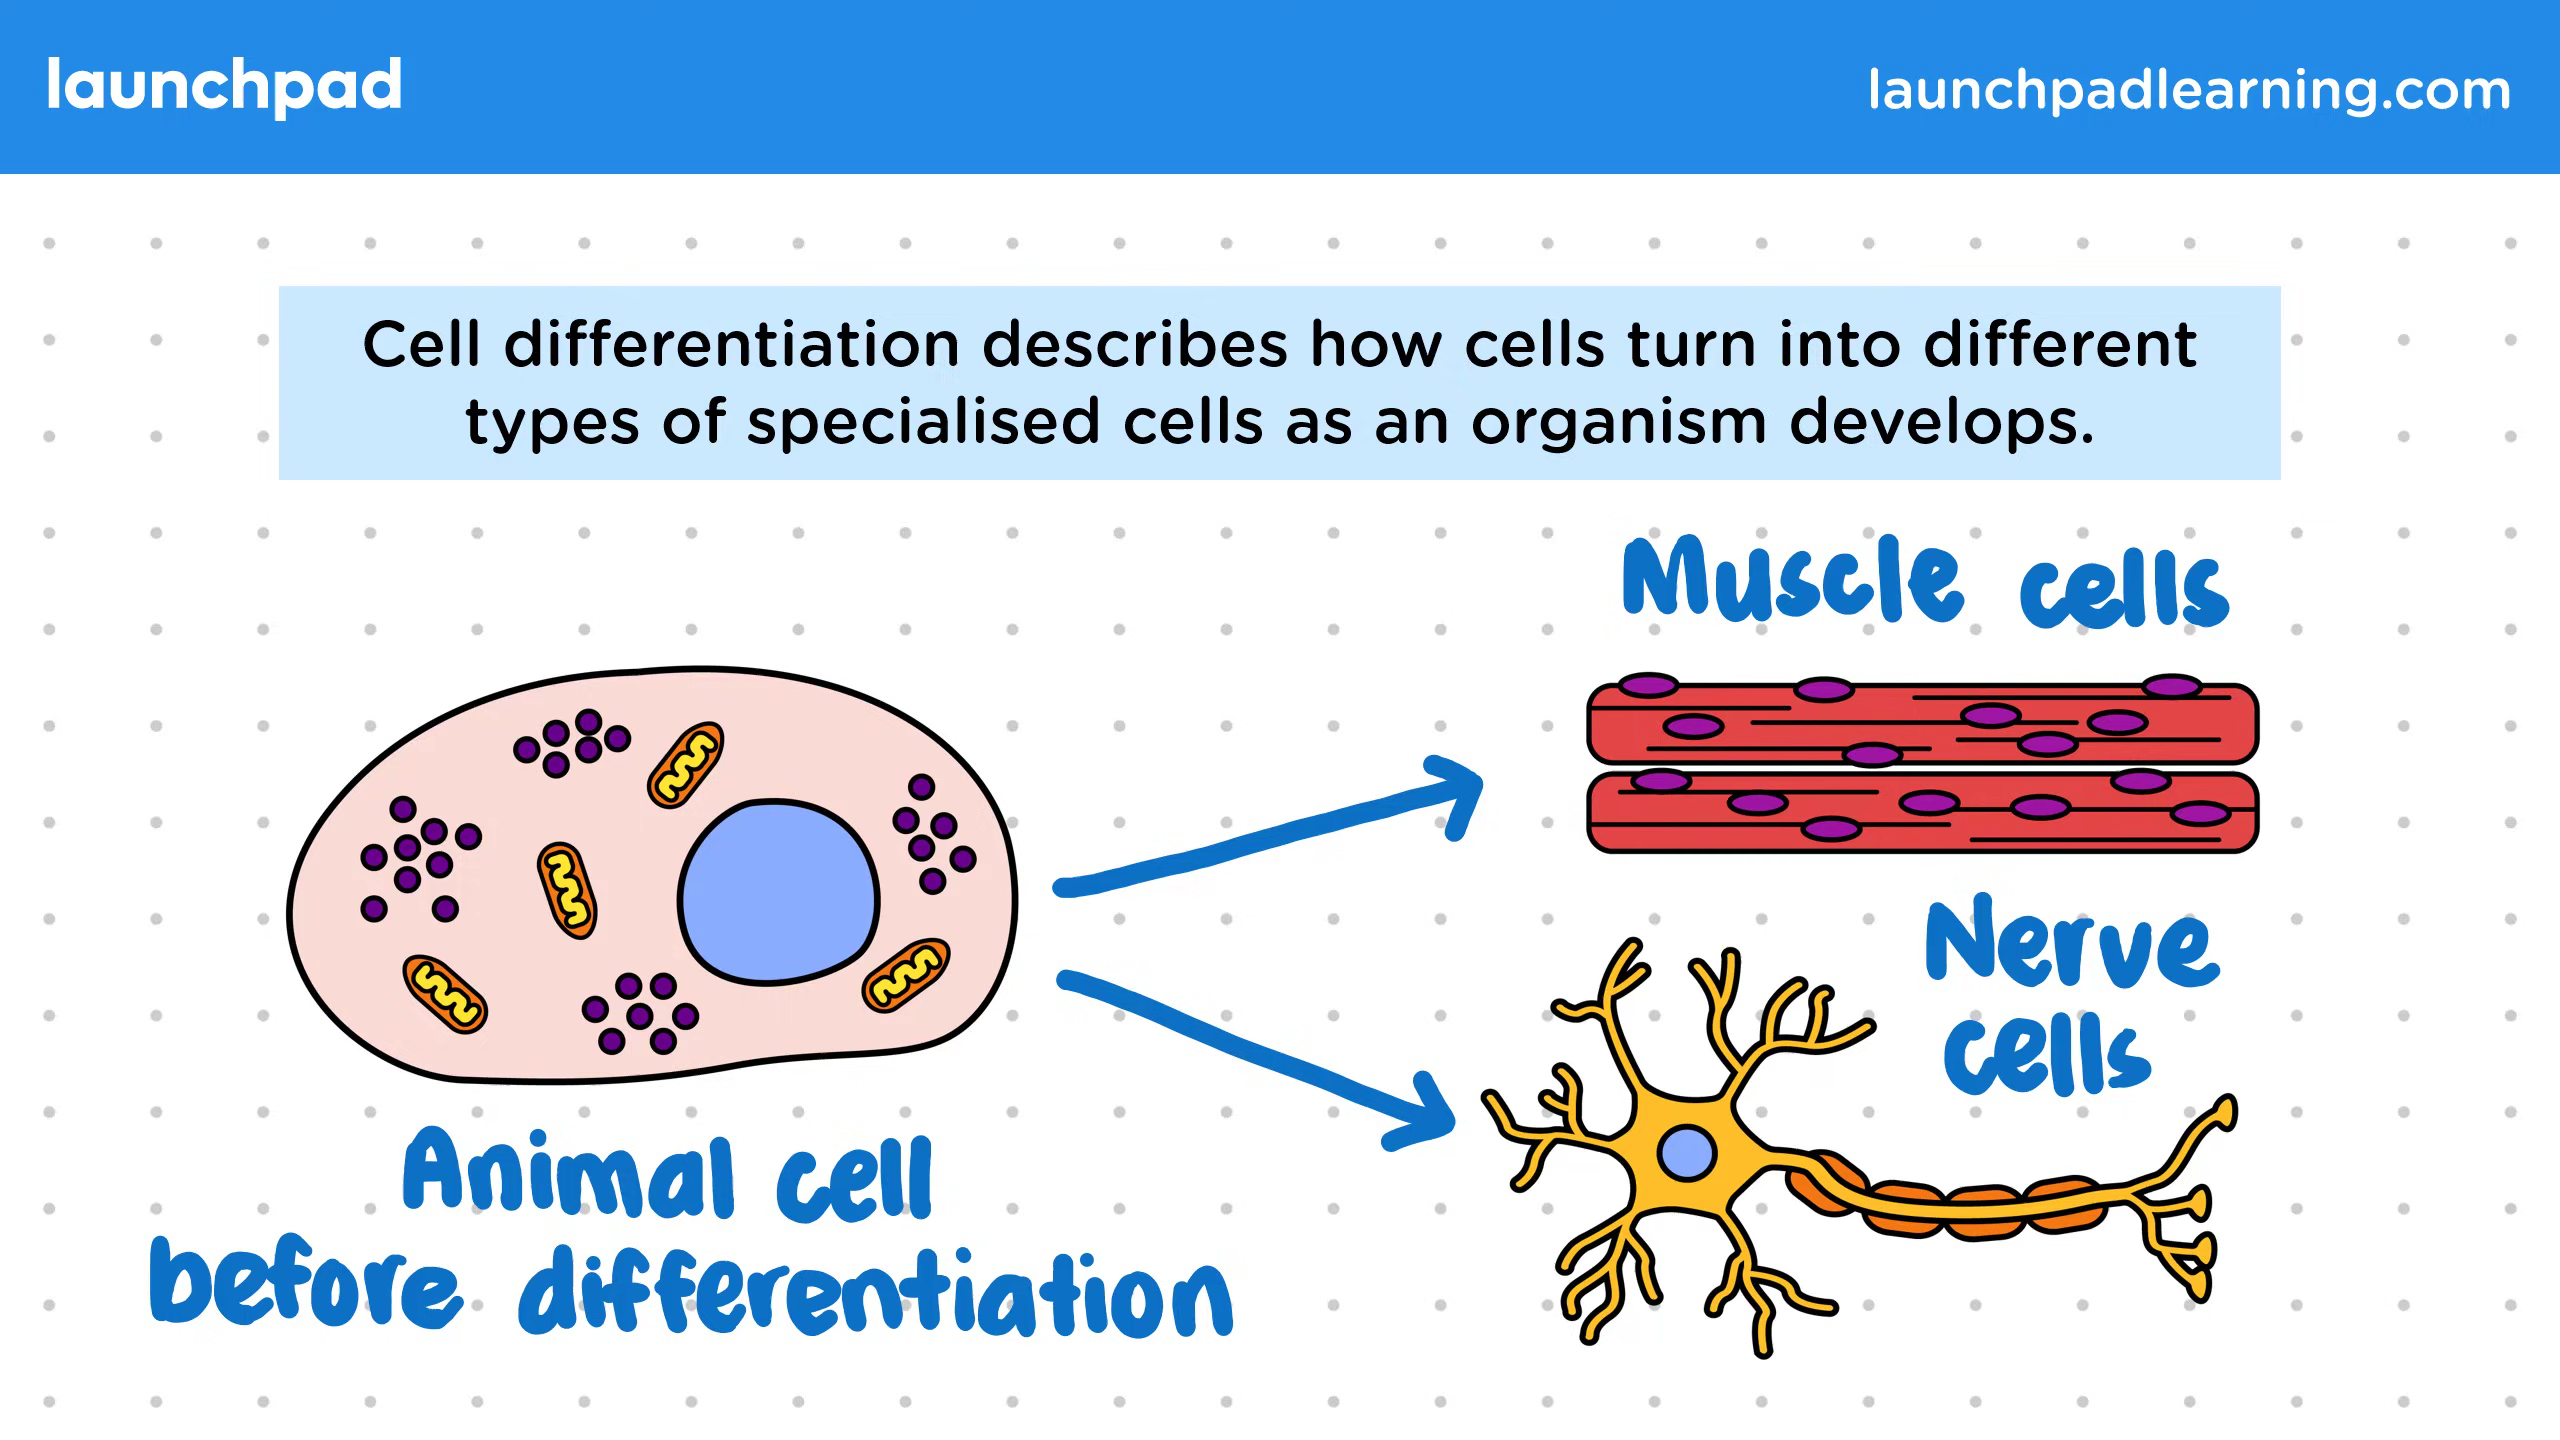 launchpad
launchpadlearning.com
Cell differentiation describes how cells turn into different
types of specialised cells as an organism develops.
Muscle cells
Nerve
cells
Animal cell
before differentiation